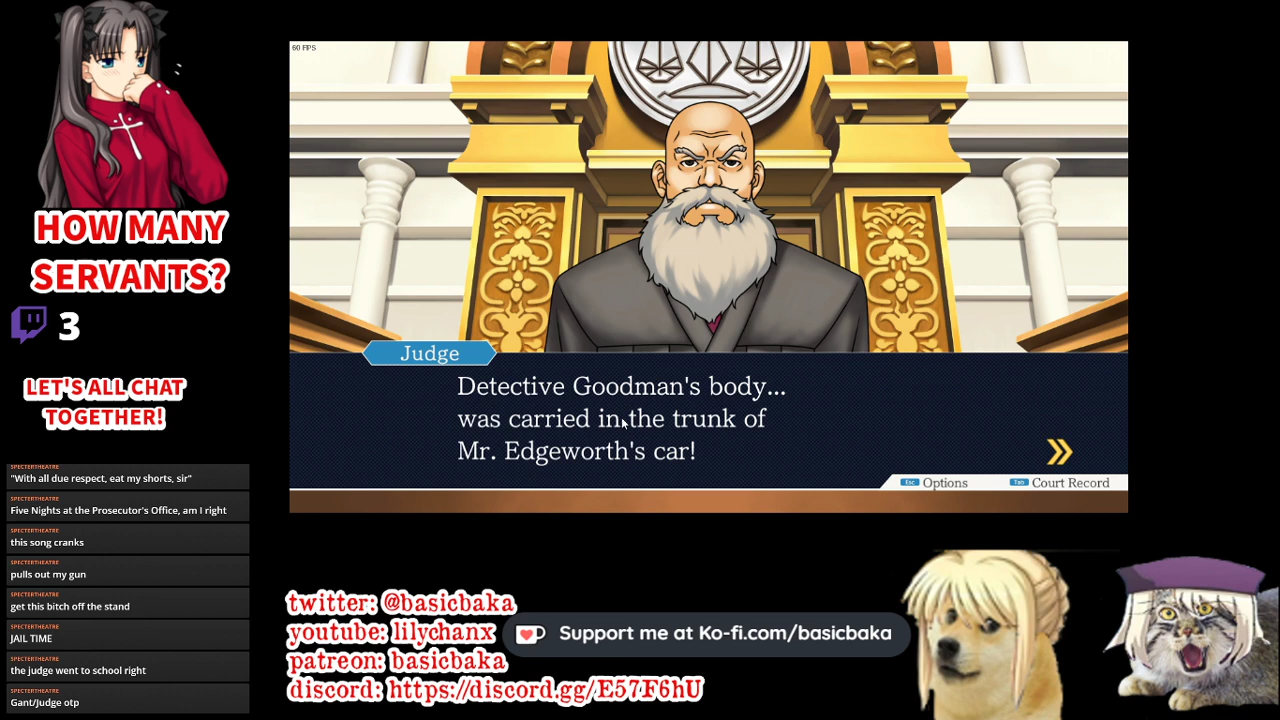 HOW MANY
SERVANTS?
3
LET'S ALL CHAT
TOGETHER!
SPECTERTHEATRE
"With all due respect, eat my shorts, sir"
SPECTERTHEATRE
Five Nights at the Prosecutor's Office, am I right
SPECTERTHEATRE
this song cranks
SPECTERTHEATRE
pulls out my gun
SPECTERTHEATRE
get this bitch off the stand
SPECTERTHEATRE
JAIL TIME
SPECTERTHEATRE
the judge went to school right
SPECTERTHEATRE
Gant/Judge otp
60 FPS
Judge
Detective Goodman's body...
was carried in the trunk of
Mr. Edgeworth's car!
Esc Options Tab Court Record
twitter: @basicbaka
youtube: lilychanx
patreon: basicbaka
discord: https://discord.gg/E57F6hU
Support me at Ko-fi.com/basicbaka